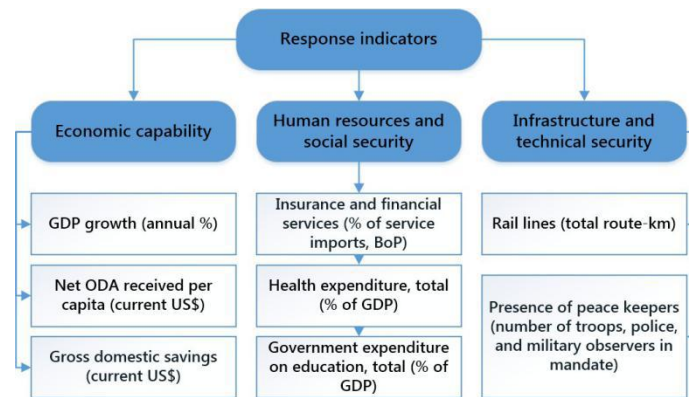 Response indicators
Economic capability
Human resources and
social security
Infrastructure and
technical security
GDP growth (annual %)
Insurance and financial
services (% of service
imports, BoP)
Rail lines (total route-km)
Net ODA received per
capita (current US$)
Health expenditure, total
(% of GDP)
Presence of peace keepers
(number of troops, police,
and military observers in
mandate)
Gross domestic savings
(current US$)
Government expenditure
on education, total (% of
GDP)